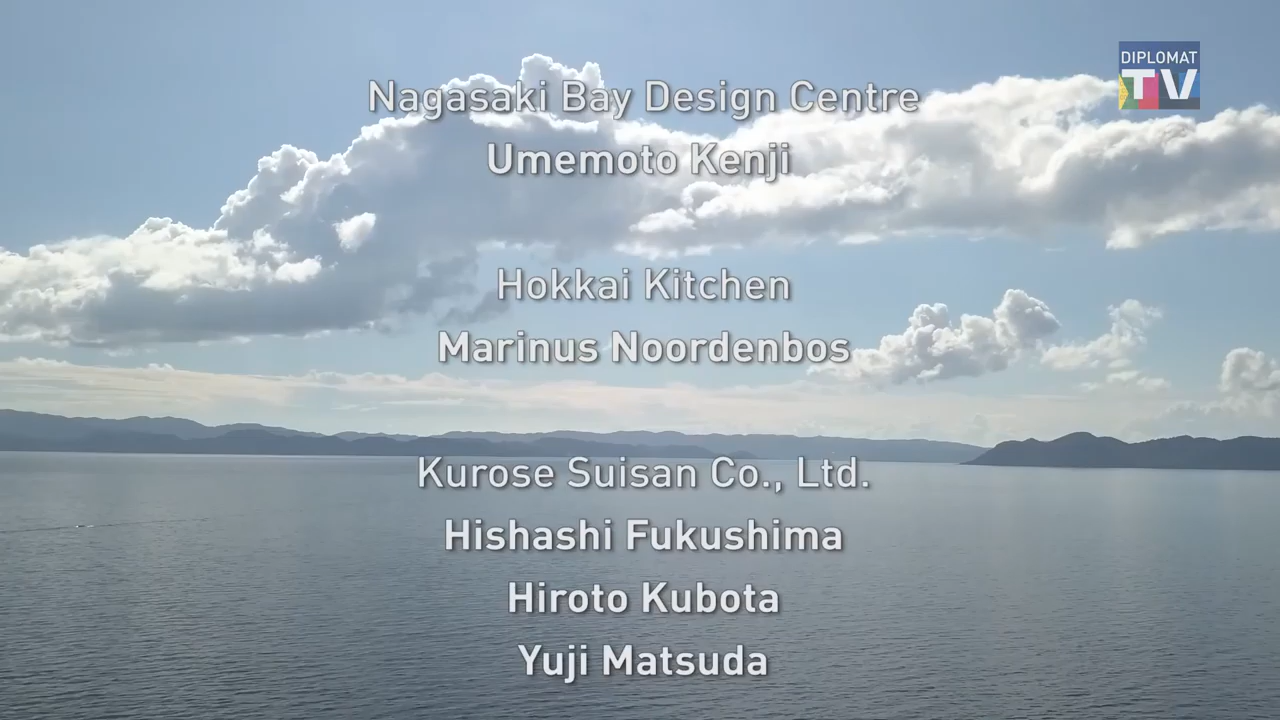 DIPLOMAT
TV
Nagasaki Bay Design Centre
Umemoto Kenji
Hokkai Kitchen
Marinus Noordenbos
Kurose Suisan Co., Ltd.
Hishashi Fukushima
Hiroto Kubota
Yuji Matsuda